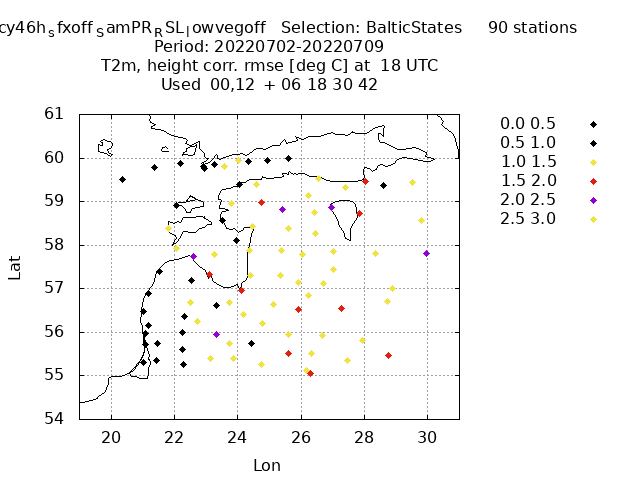 cy46hsfxoffsamPRRSLlowvegoff Selection: BalticStates 90 stations
Period: 20220702-20220709
T2m, height corr. rmse [deg C] at 18 UTC
Used 00,12 + 06 18 30 42
61
60
59
58
57
56
55
54
Lat
20 22 24 26 28 30
Lon
0.0 0.5
0.5 1.0
1.0 1.5
1.5 2.0
2.0 2.5
2.5 3.0